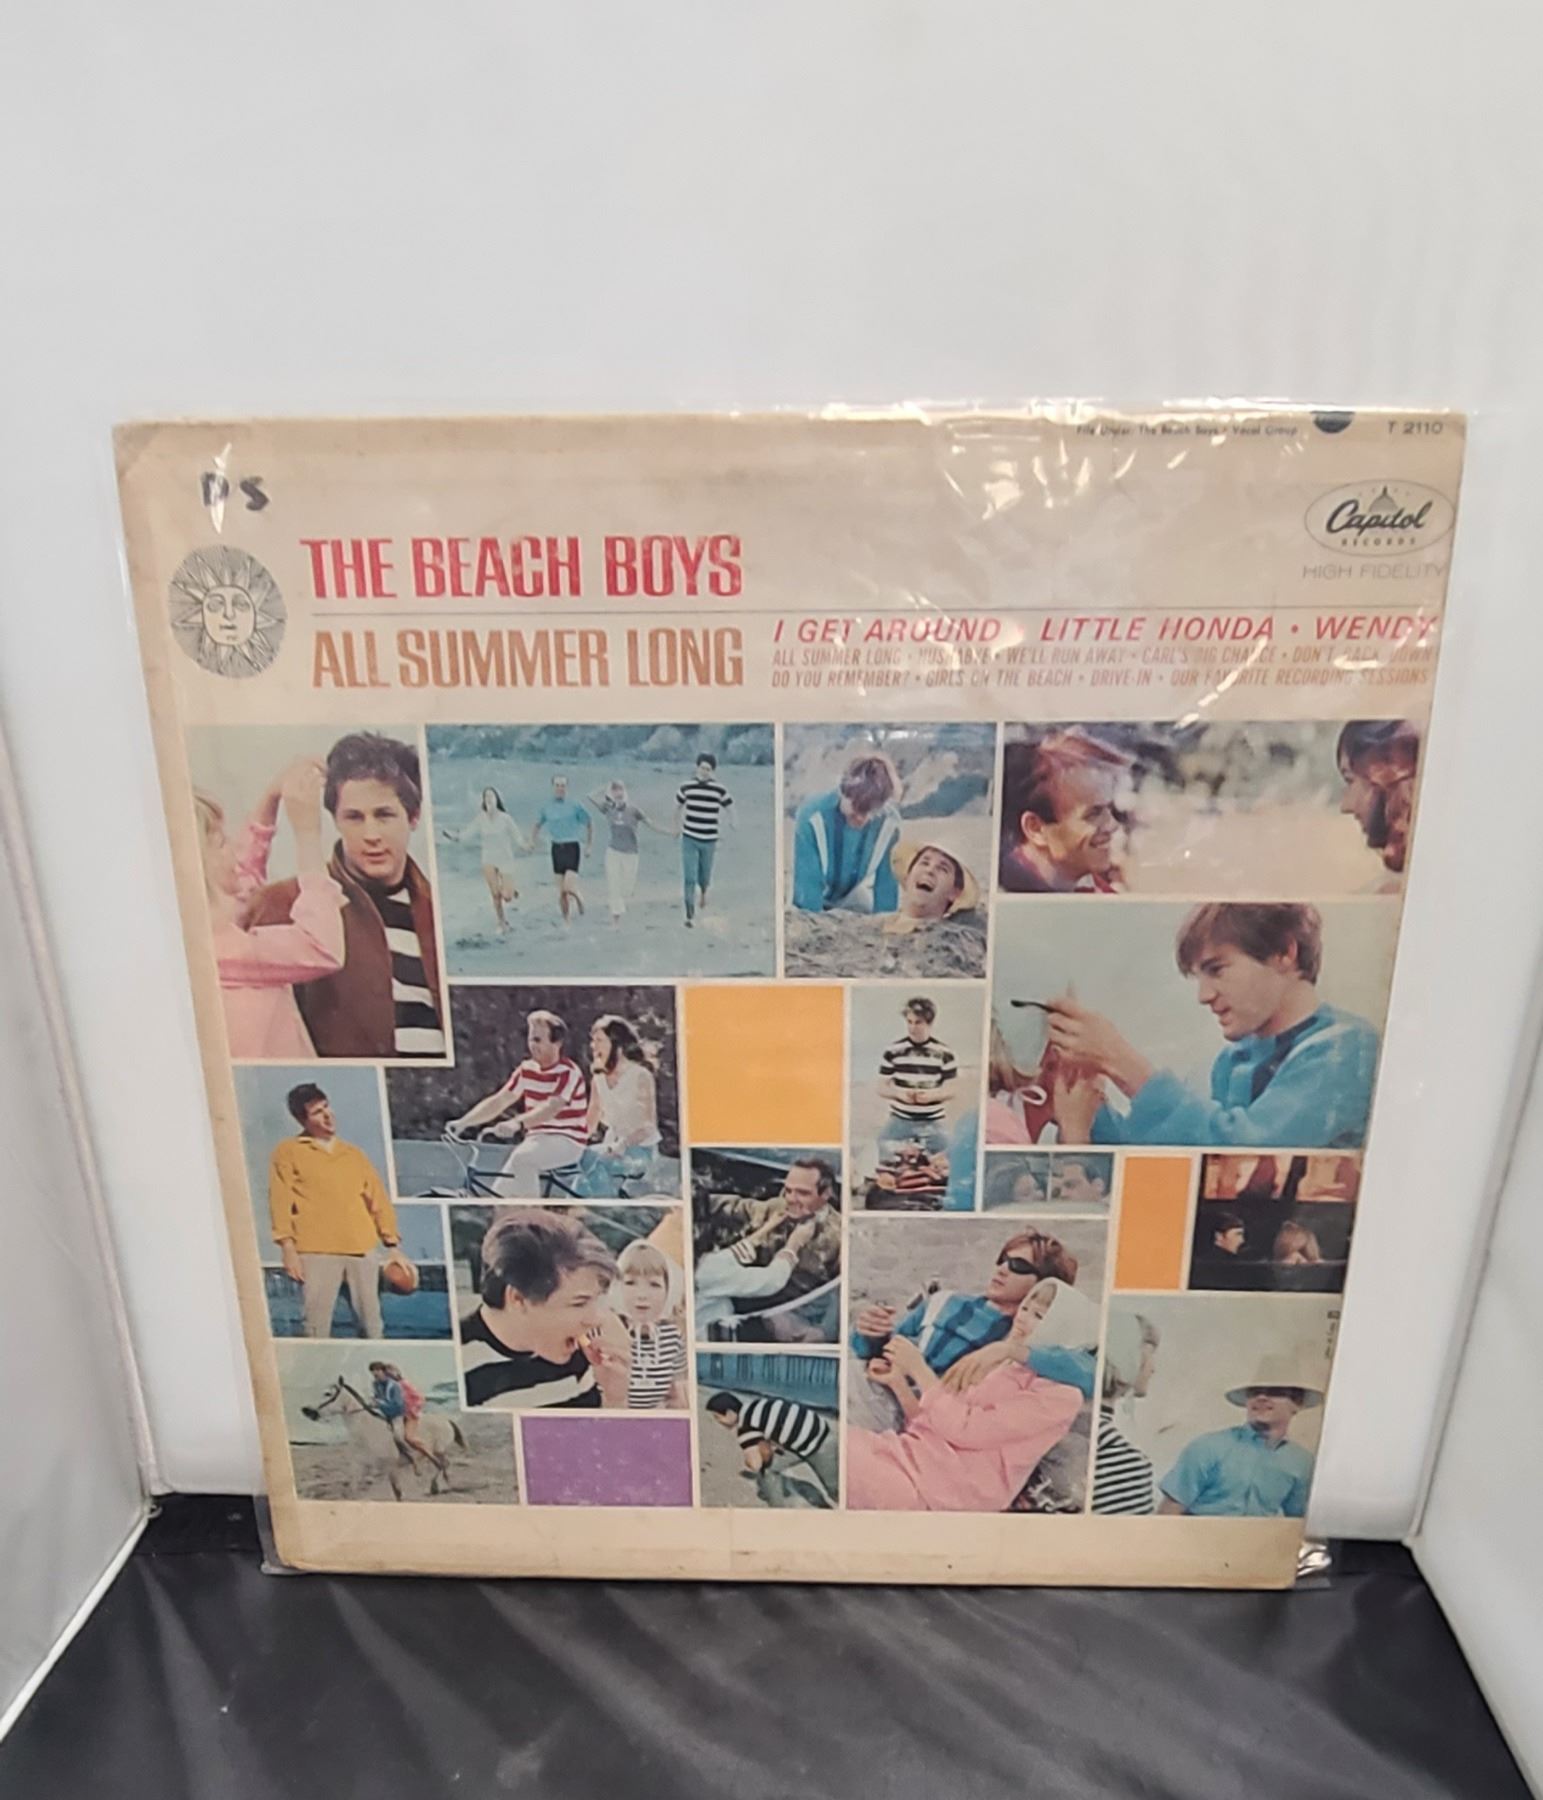 File Under: The Beach Boys • Vocal Group
T 2110
DS
Capitol
RECORDS
HIGH FIDELITY
THE BEACH BOYS
ALL SUMMER LONG
I GET AROUND • LITTLE HONDA • WENDY
ALL SUMMER LONG • HUSHABYE • WE'LL RUN AWAY • CARL'S BIG CHANCE • DON'T BACK DOWN
DO YOU REMEMBER? • GIRLS ON THE BEACH • DRIVE-IN • OUR FAVORITE RECORDING SESSIONS